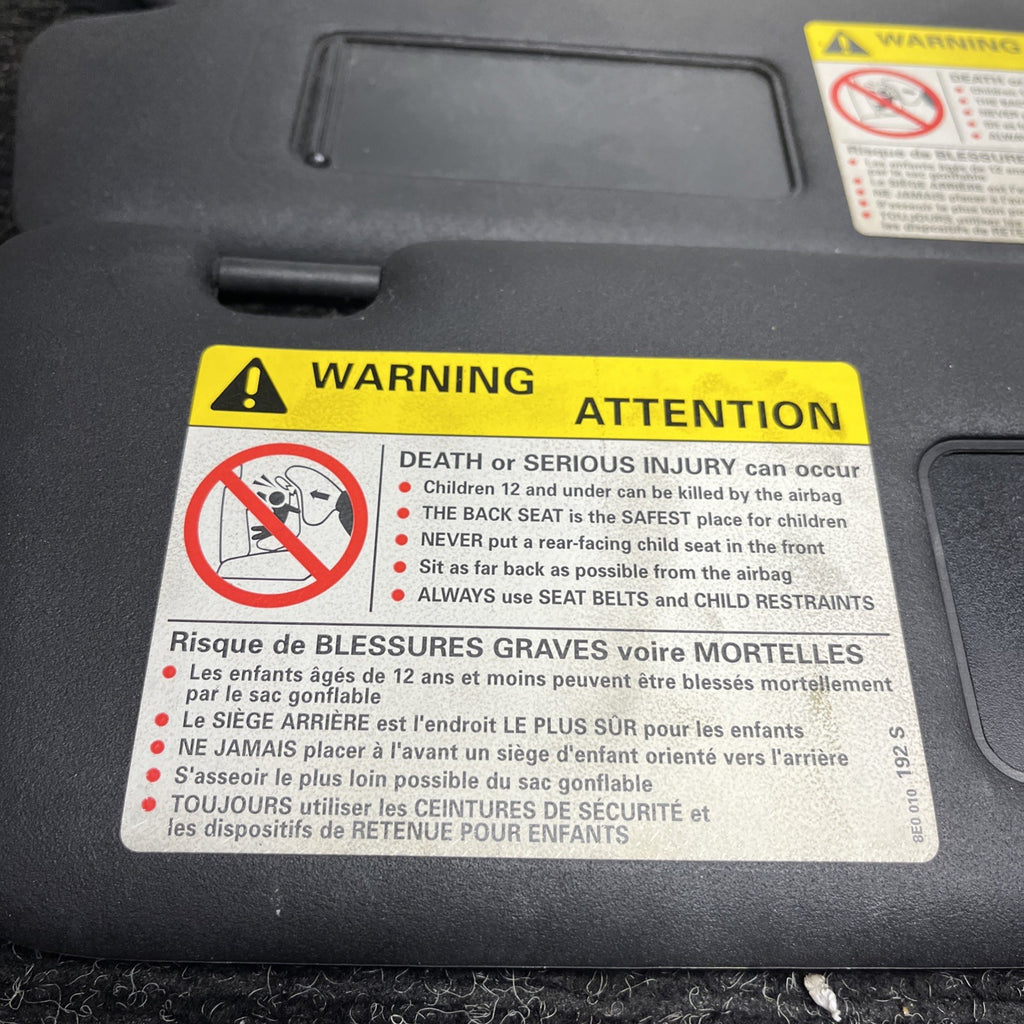 WARNING
DEATH or
Risque de BLESSURE
WARNING
ATTENTION
DEATH or SERIOUS INJURY can occur
Children 12 and under can be killed by the airbag
THE BACK SEAT is the SAFEST place for children
NEVER put a rear-facing child seat in the front
Sit as far back as possible from the airbag
ALWAYS use SEAT BELTS and CHILD RESTRAINTS
Risque de BLESSURES GRAVES voire MORTELLES
Les enfants âgés de 12 ans et moins peuvent être blessés mortellement
par le sac gonflable
Le SIÈGE ARRIÈRE est l'endroit LE PLUS SÛR pour les enfants
NE JAMAIS placer à l'avant un siège d'enfant orienté vers l'arrière
S'asseoir le plus loin possible du sac gonflable
TOUJOURS utiliser les CEINTURES DE SÉCURITÉ et
les dispositifs de RETENUE POUR ENFANTS
8E0 010 192 S